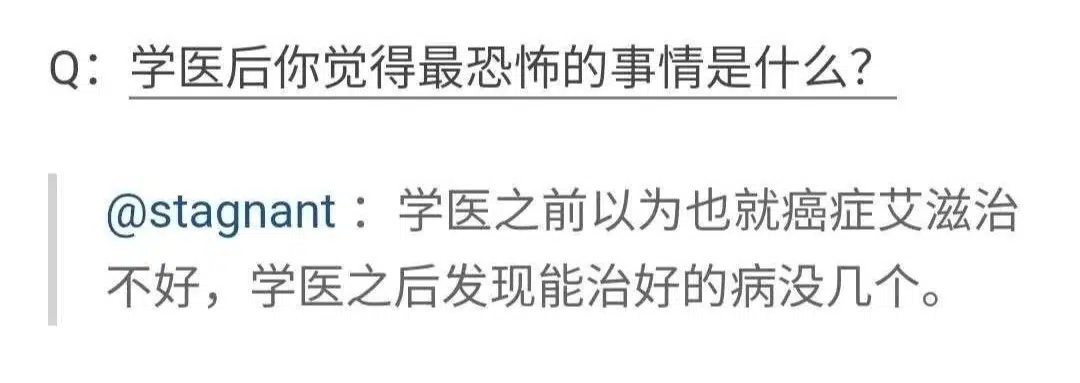 Q：学医后你觉得最恐怖的事情是什么？
@stagnant：学医之前以为也就癌症艾滋治
不好，学医之后发现能治好的病没几个。